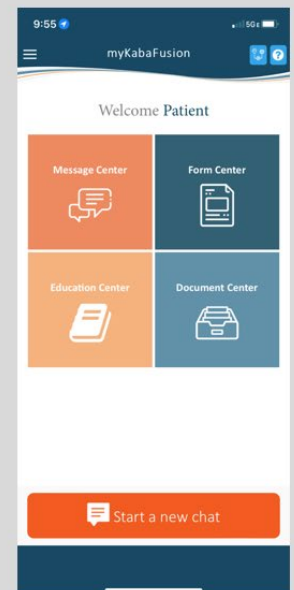 9:55
5G
myKabaFusion
?
Welcome Patient
Message Center
Form Center
Education Center
Document Center
Start a new chat